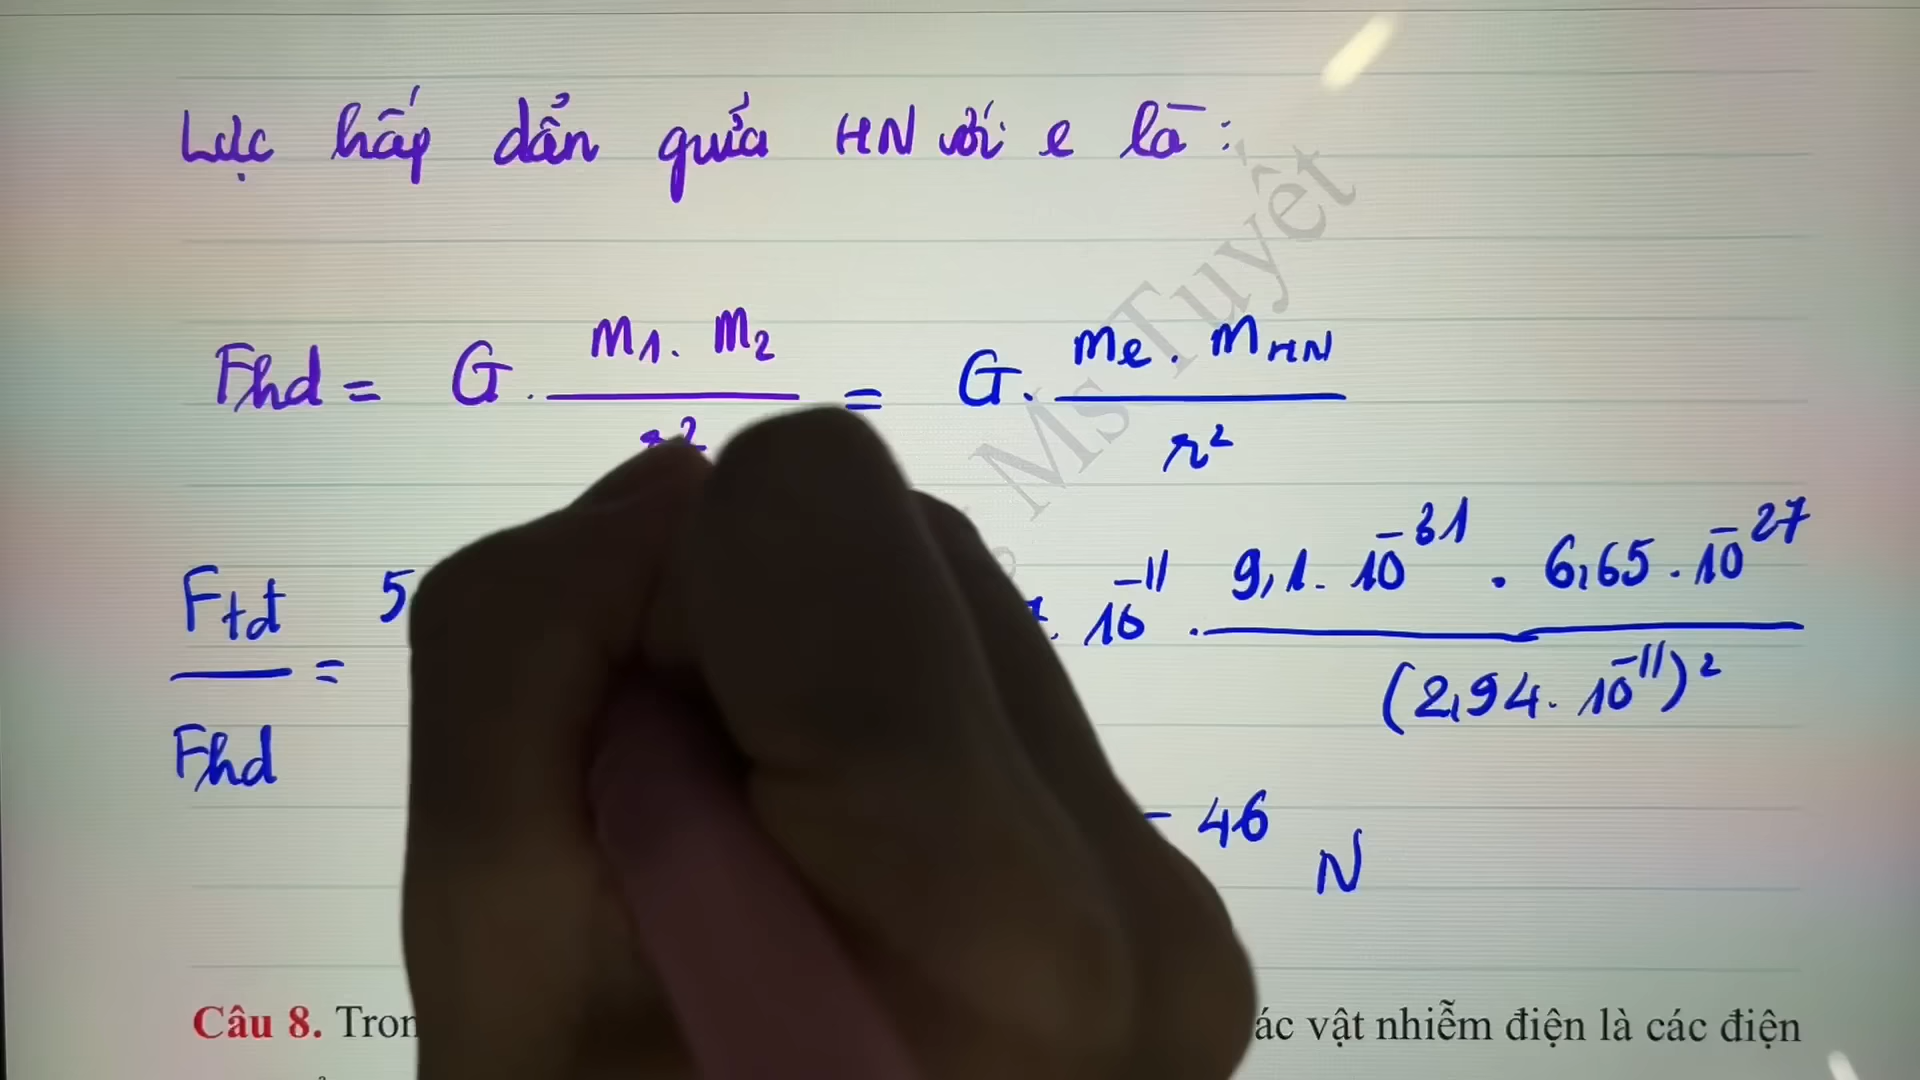 Lực hấp dẫn giữa HN với e là:
Fhd = G . m1 . m2 / r² = G . me . mHN / r²
Ftd / Fhd = 5
. 10^-11 . 9,1 . 10^-31 . 6,65 . 10^-27 / (2,94 . 10^-11)²
- 46 N
Câu 8. ác vật nhiễm điện là các điện
Ms Tuyết